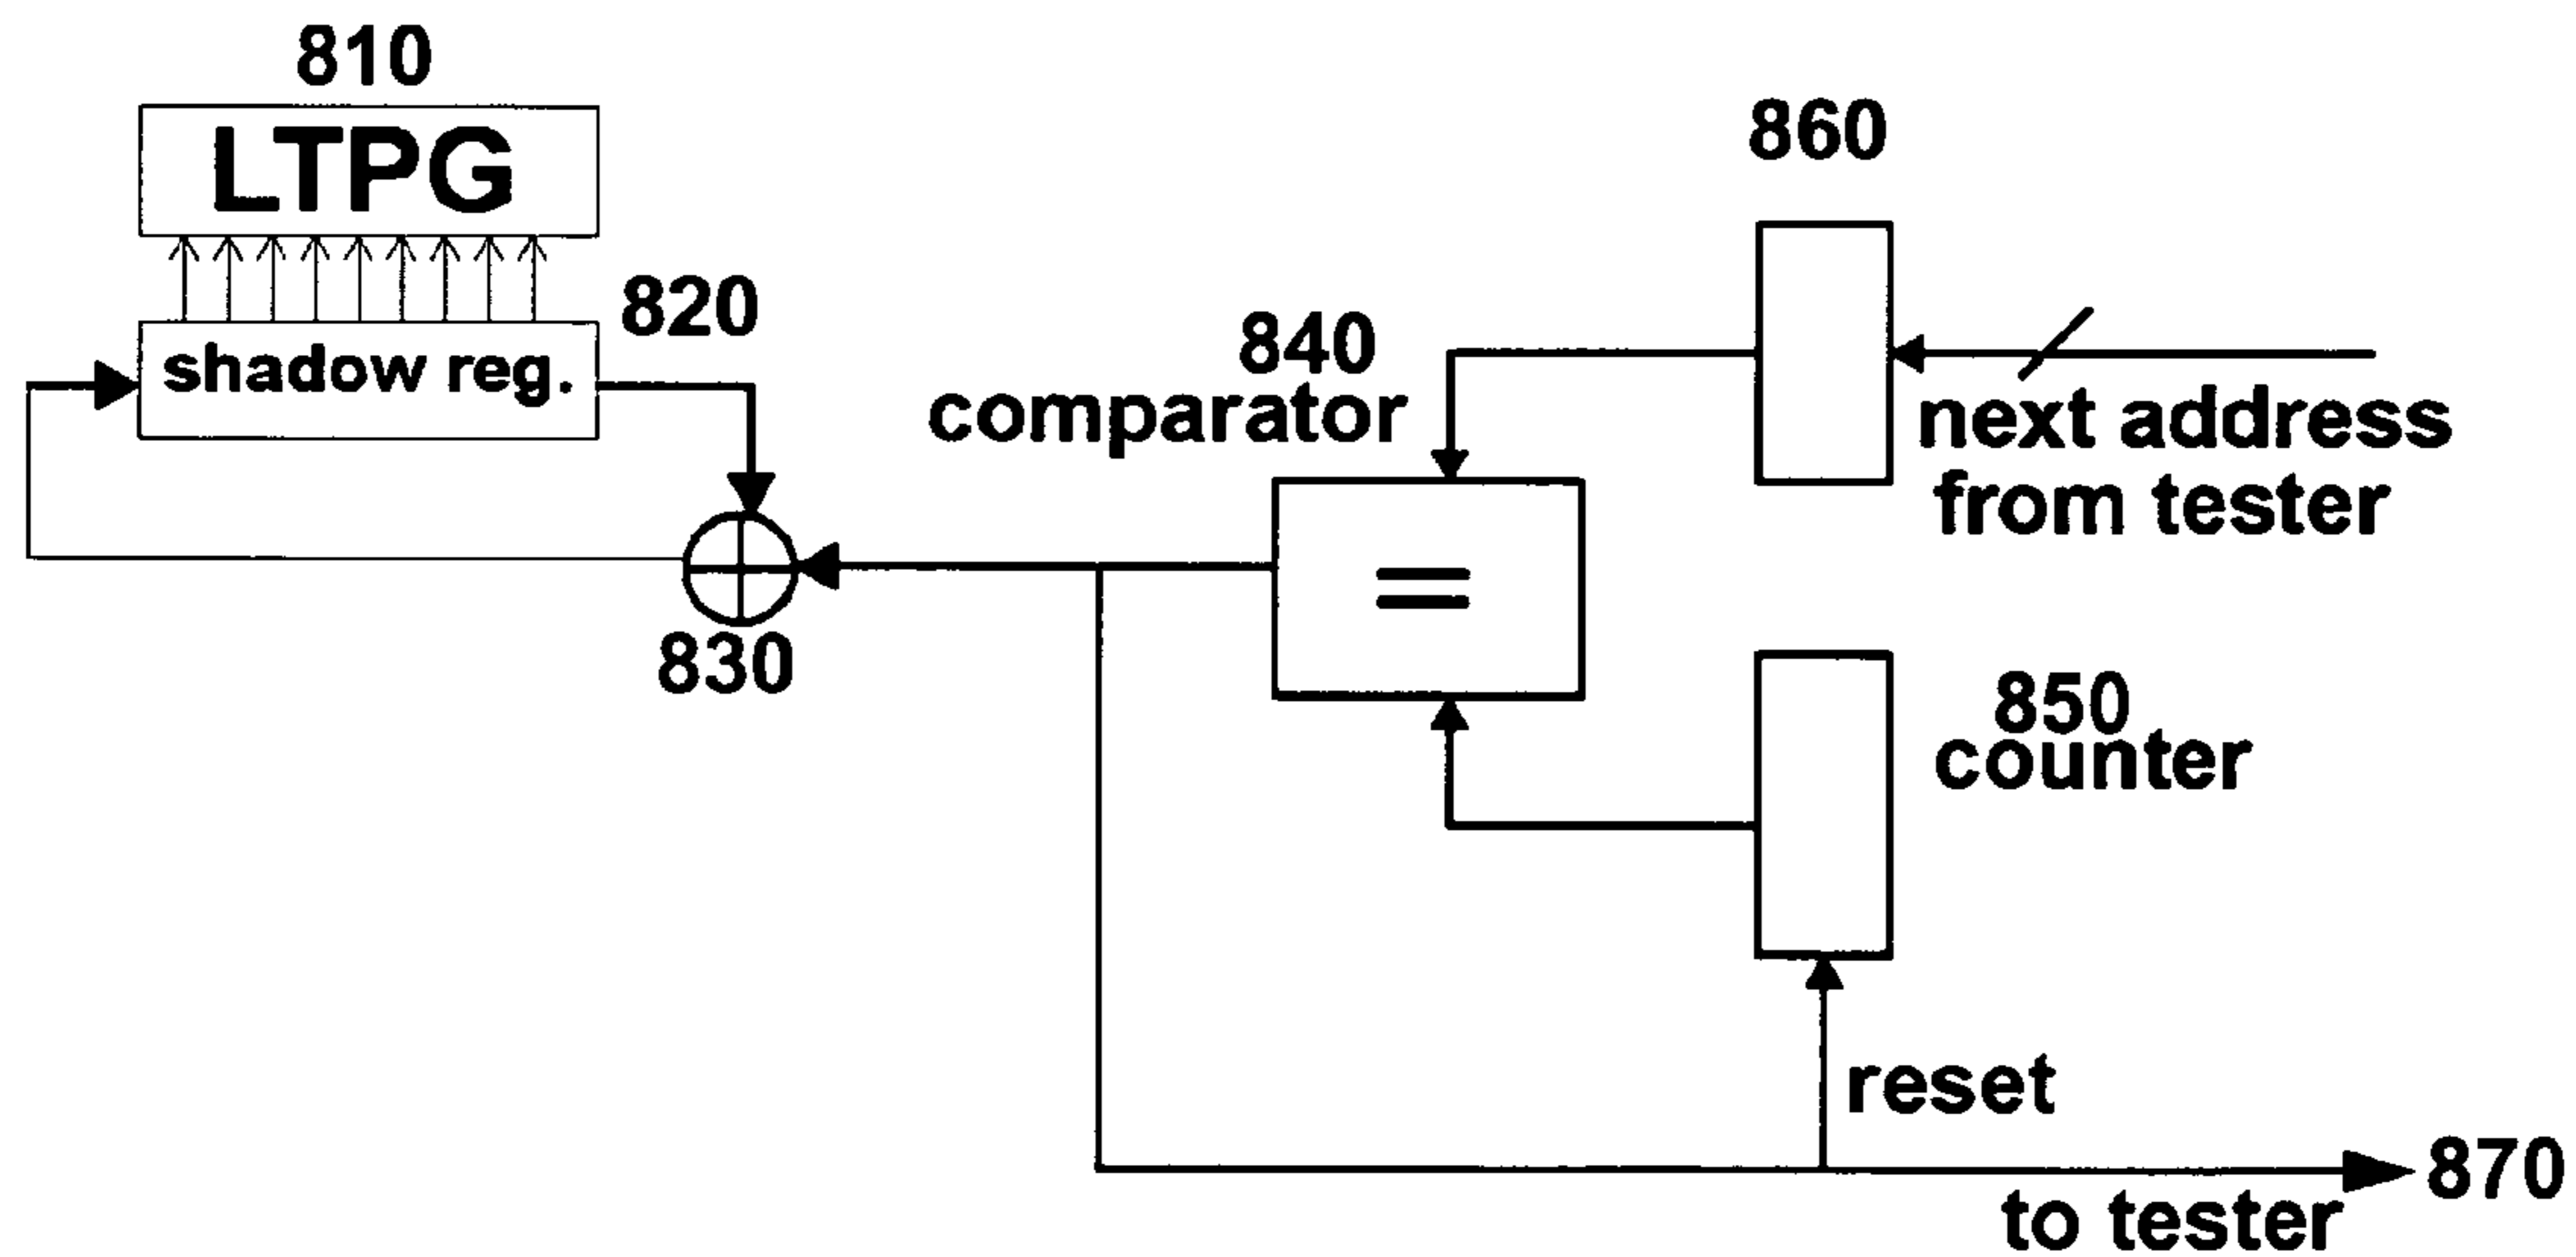 810
LTPG
860
820
shadow reg.
840
comparator
next address
from tester
=
830
850
counter
reset
870
to tester